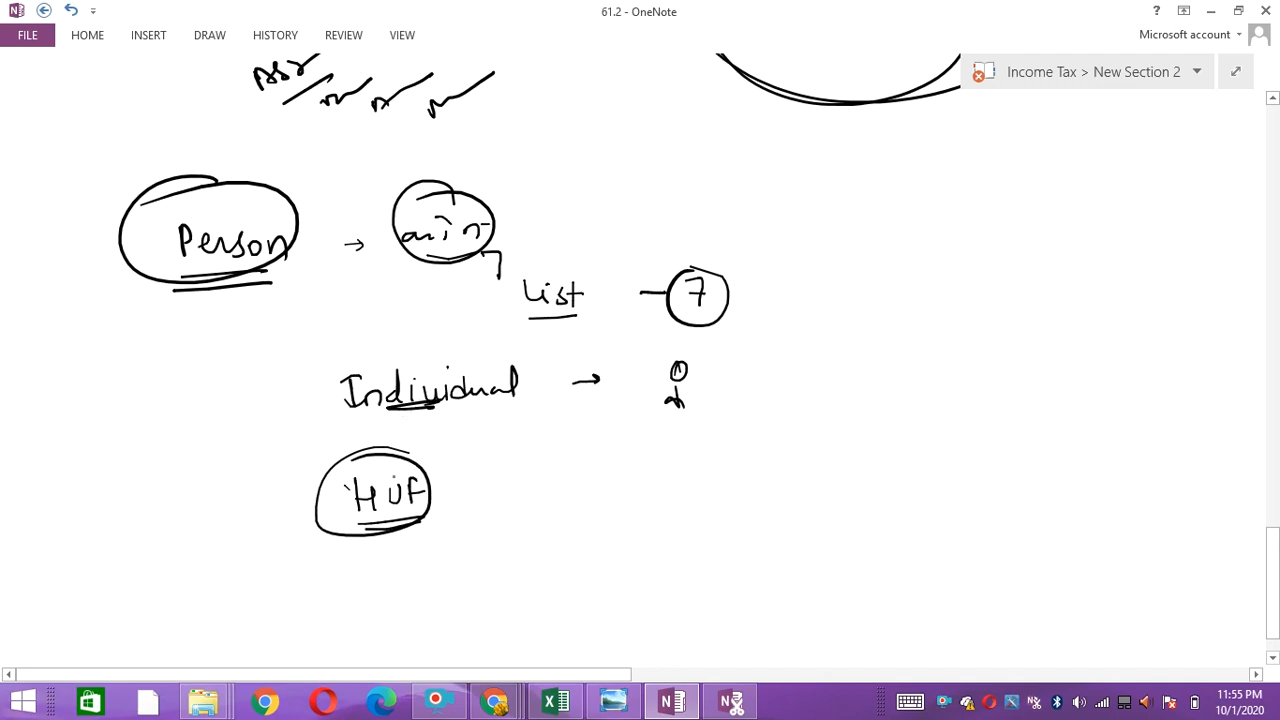 61.2 - OneNote
FILE HOME INSERT DRAW HISTORY REVIEW VIEW
Microsoft account
Income Tax > New Section 2
Person →
List - 7
Individual →
HUF
11:55 PM
10/1/2020